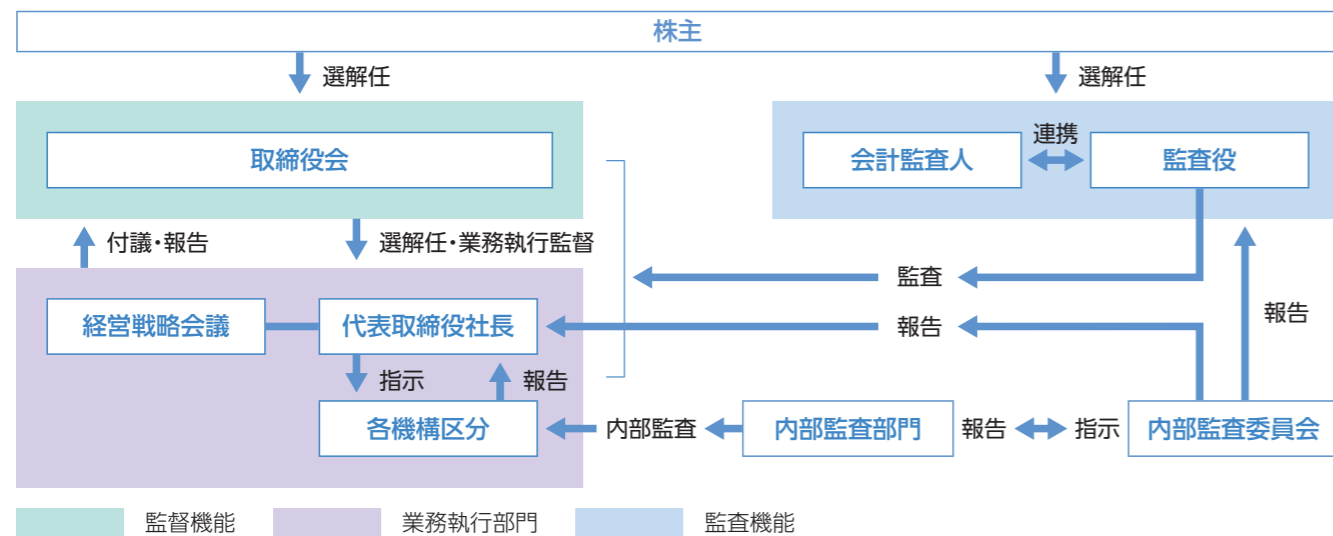 株主
選解任
選解任
取締役会
会計監査人
連携
監査役
付議・報告
選解任・業務執行監督
監査
経営戦略会議
代表取締役社長
報告
報告
指示
報告
各機構区分
内部監査
内部監査部門
報告
指示
内部監査委員会
監督機能
業務執行部門
監査機能